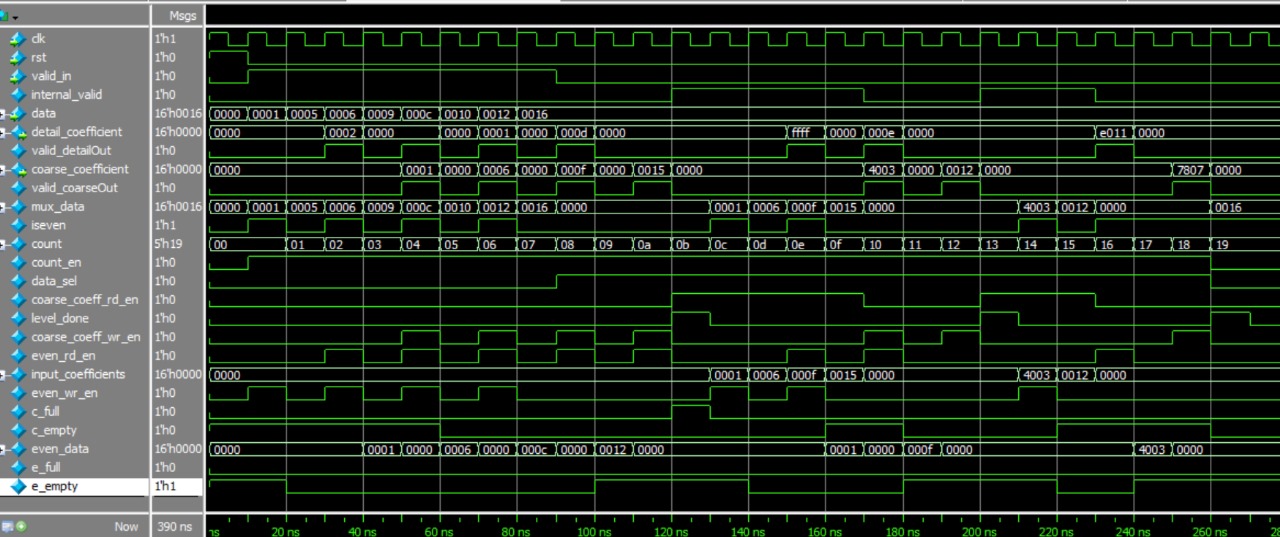 Msgs
clk 1'h1
rst 1'h0
valid_in 1'h0
internal_valid 1'h0
data 16'h0016 0000 0001 0005 0006 0009 000c 0010 0012 0016
detail_coefficient 16'h0000 0000 0002 0000 0000 0001 0000 000d 0000 ffff 0000 000e 0000 e011 0000
valid_detailOut 1'h0
coarse_coefficient 16'h0000 0000 0001 0000 0006 0000 000f 0000 0015 0000 4003 0000 0012 0000 7807 0000
valid_coarseOut 1'h0
mux_data 16'h0016 0000 0001 0005 0006 0009 000c 0010 0012 0016 0000 0001 0006 000f 0015 0000 4003 0012 0000 0016
iseven 1'h1
count 5'h19 00 01 02 03 04 05 06 07 08 09 0a 0b 0c 0d 0e 0f 10 11 12 13 14 15 16 17 18 19
count_en 1'h0
data_sel 1'h0
coarse_coeff_rd_en 1'h0
level_done 1'h0
coarse_coeff_wr_en 1'h0
even_rd_en 1'h0
input_coefficients 16'h0000 0000 0001 0006 000f 0015 0000 4003 0012 0000
even_wr_en 1'h0
c_full 1'h0
c_empty 1'h0
even_data 16'h0000 0000 0001 0000 0006 0000 000c 0000 0012 0000 0001 0000 000f 0000 4003 0000
e_full 1'h0
e_empty 1'h1
Now 390 ns ns 20 ns 40 ns 60 ns 80 ns 100 ns 120 ns 140 ns 160 ns 180 ns 200 ns 220 ns 240 ns 260 ns